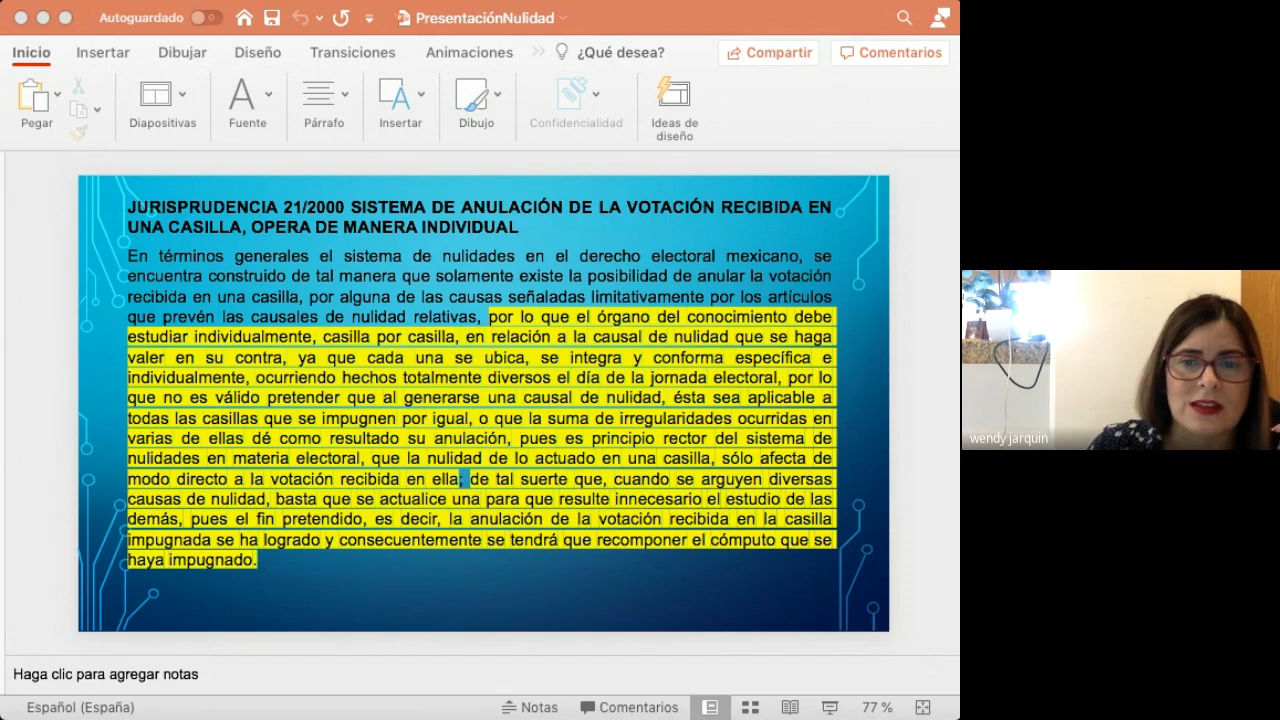 Autoguardado
PresentaciónNulidad
Inicio
Insertar
Dibujar
Diseño
Transiciones
Animaciones
¿Qué desea?
Compartir
Comentarios
Pegar
Diapositivas
Fuente
Párrafo
Insertar
Dibujo
Confidencialidad
Ideas de
diseño
JURISPRUDENCIA 21/2000 SISTEMA DE ANULACIÓN DE LA VOTACIÓN RECIBIDA EN
UNA CASILLA, OPERA DE MANERA INDIVIDUAL
En términos generales el sistema de nulidades en el derecho electoral mexicano, se
encuentra construido de tal manera que solamente existe la posibilidad de anular la votación
recibida en una casilla, por alguna de las causas señaladas limitativamente por los artículos
que prevén las causales de nulidad relativas, por lo que el órgano del conocimiento debe
estudiar individualmente, casilla por casilla, en relación a la causal de nulidad que se haga
valer en su contra, ya que cada una se ubica, se integra y conforma específica e
individualmente, ocurriendo hechos totalmente diversos el día de la jornada electoral, por lo
que no es válido pretender que al generarse una causal de nulidad, ésta sea aplicable a
todas las casillas que se impugnen por igual, o que la suma de irregularidades ocurridas en
varias de ellas dé como resultado su anulación, pues es principio rector del sistema de
nulidades en materia electoral, que la nulidad de lo actuado en una casilla, sólo afecta de
modo directo a la votación recibida en ella; de tal suerte que, cuando se arguyen diversas
causas de nulidad, basta que se actualice una para que resulte innecesario el estudio de las
demás, pues el fin pretendido, es decir, la anulación de la votación recibida en la casilla
impugnada se ha logrado y consecuentemente se tendrá que recomponer el cómputo que se
haya impugnado.
wendy jarquin
Haga clic para agregar notas
Español (España)
Notas
Comentarios
77 %